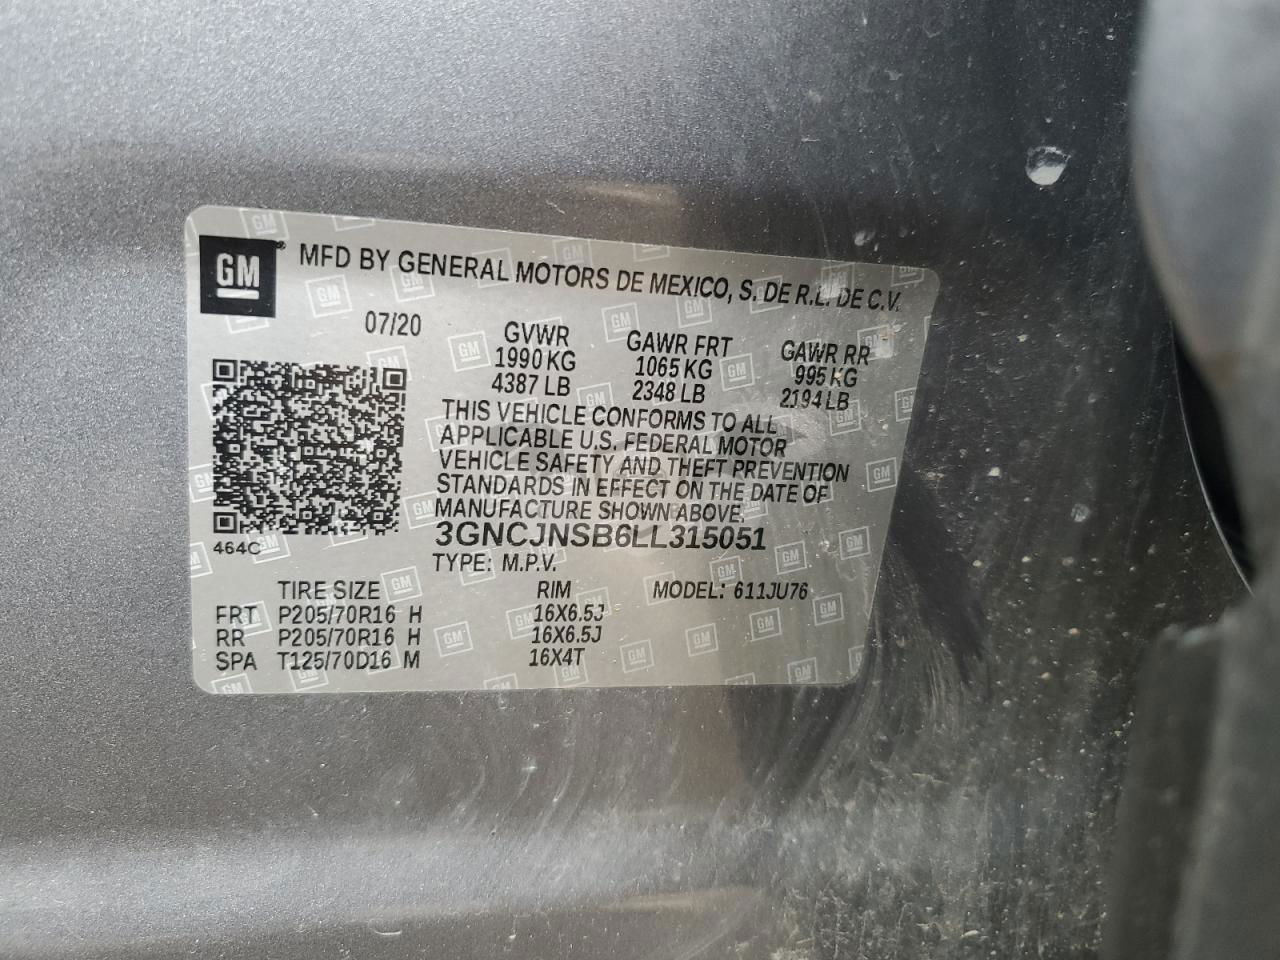 GM
MFD BY GENERAL MOTORS DE MEXICO, S. DE R.L. DE C.V.
07/20
GVWR GAWR FRT GAWR RR
1990 KG 1065 KG 995 KG
4387 LB 2348 LB 2194 LB
THIS VEHICLE CONFORMS TO ALL
APPLICABLE U.S. FEDERAL MOTOR
VEHICLE SAFETY AND THEFT PREVENTION
STANDARDS IN EFFECT ON THE DATE OF
MANUFACTURE SHOWN ABOVE.
464C
3GNCJNSB6LL315051
TYPE: M.P.V.
TIRE SIZE RIM MODEL: 611JU76
FRT P205/70R16 H 16X6.5J
RR P205/70R16 H 16X6.5J
SPA T125/70D16 M 16X4T